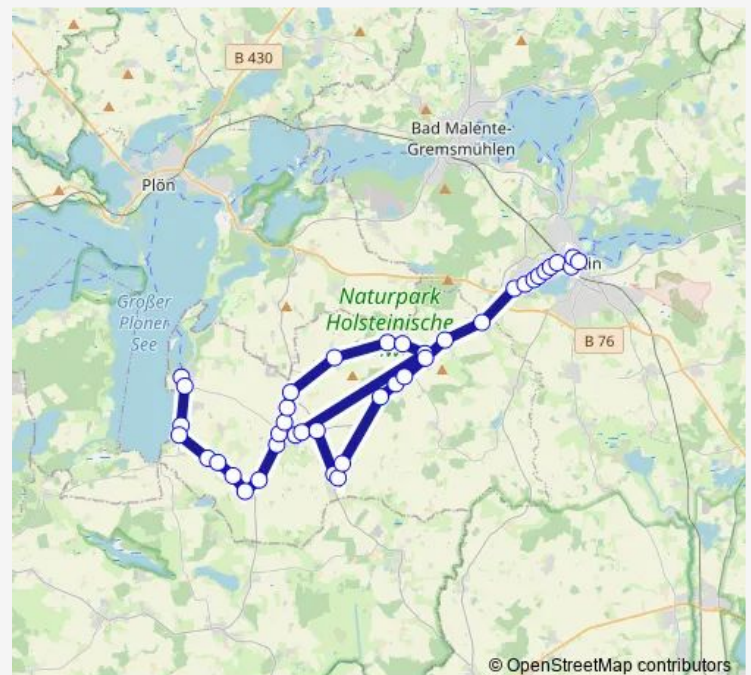 B 430
Bad Malente-
Gremsmühlen
Plön
Großer
Plöner
See
Naturpark
Holsteinische
B 76
© OpenStreetMap contributors